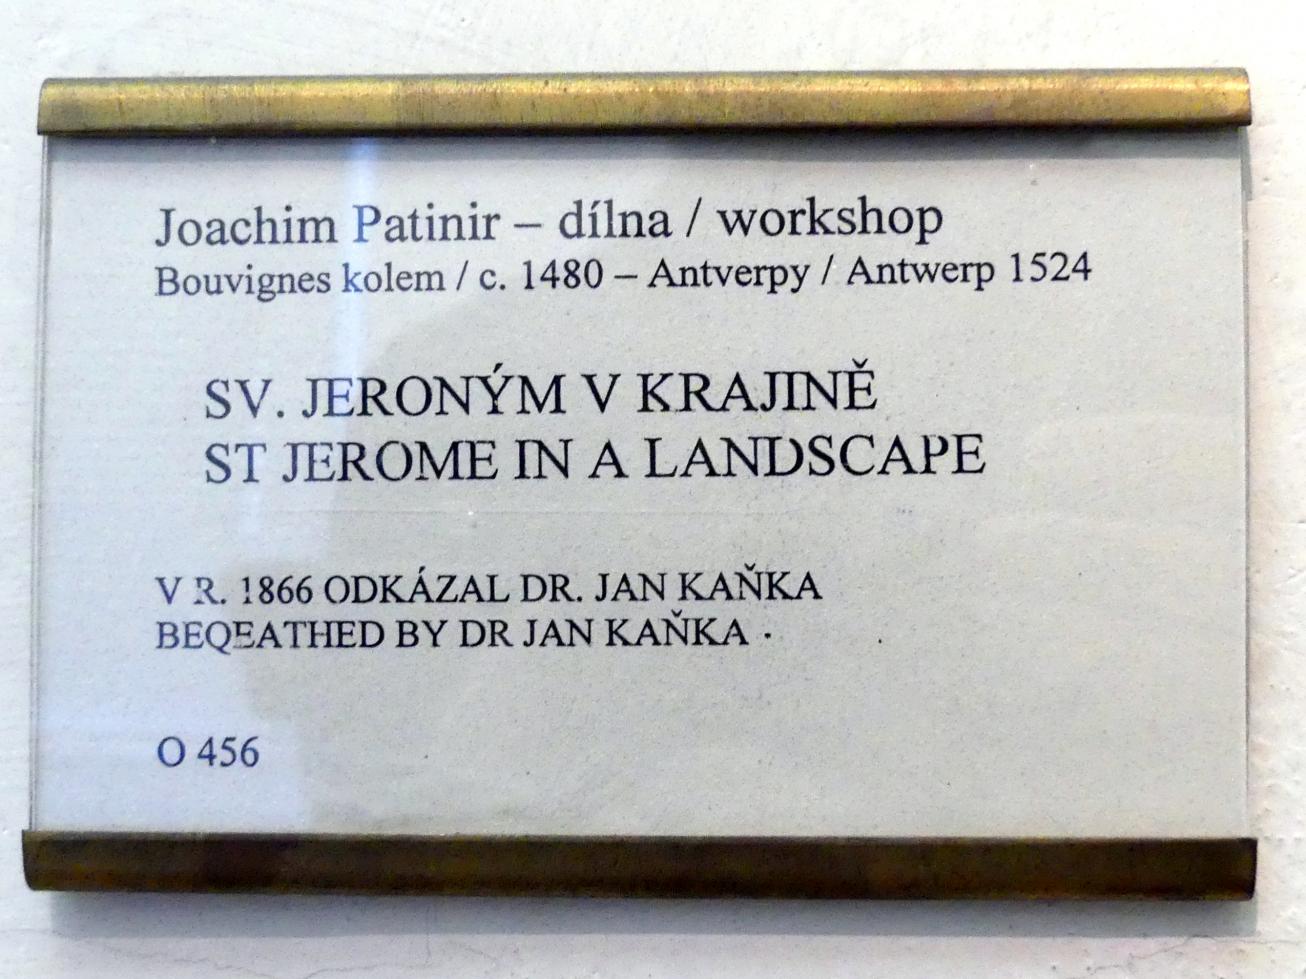 Joachim Patinir – dílna / workshop
Bouvignes kolem / c. 1480 – Antverpy / Antwerp 1524
SV. JERONÝM V KRAJINĚ
ST JEROME IN A LANDSCAPE
V R. 1866 ODKÁZAL DR. JAN KAŇKA
BEQEATHED BY DR JAN KAŇKA
O 456